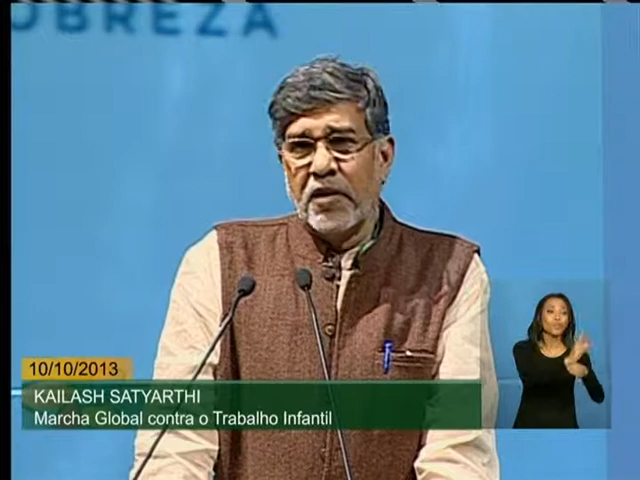 OBREZA
10/10/2013
KAILASH SATYARTHI
Marcha Global contra o Trabalho Infantil